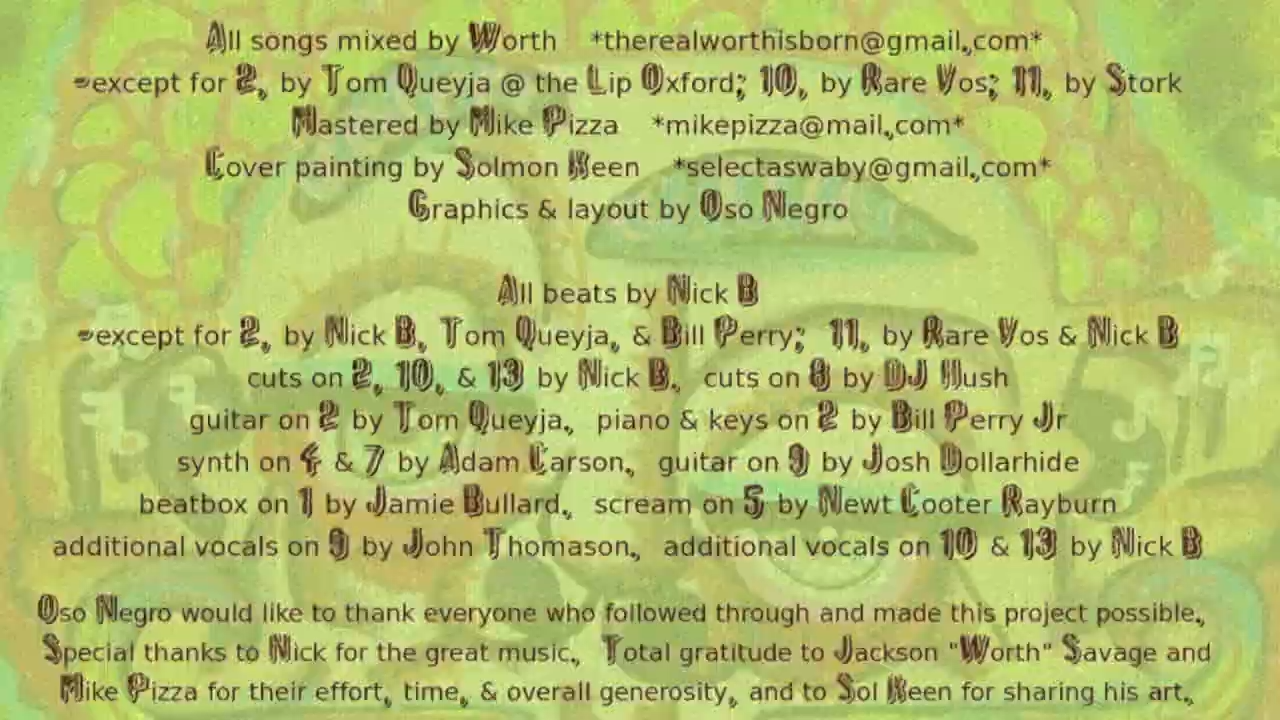 All songs mixed by Worth *therealworthisborn@gmail.com*
-except for 2, by Tom Queyja @ the Lip Oxford; 10, by Rare Vos; 11, by Stork
Mastered by Mike Pizza *mikepizza@mail.com*
Cover painting by Solmon Keen *selectaswaby@gmail.com*
Graphics & layout by Oso Negro
All beats by Nick B
-except for 2, by Nick B, Tom Queyja, & Bill Perry; 11, by Rare Vos & Nick B
cuts on 2, 10, & 13 by Nick B. cuts on 8 by DJ Hush
guitar on 2 by Tom Queyja. piano & keys on 2 by Bill Perry Jr
synth on 4 & 7 by Adam Carson. guitar on 9 by Josh Dollarhide
beatbox on 1 by Jamie Bullard. scream on 5 by Newt Cooter Rayburn
additional vocals on 9 by John Thomason. additional vocals on 10 & 13 by Nick B
Oso Negro would like to thank everyone who followed through and made this project possible.
Special thanks to Nick for the great music. Total gratitude to Jackson "Worth" Savage and
Mike Pizza for their effort, time, & overall generosity, and to Sol Keen for sharing his art.